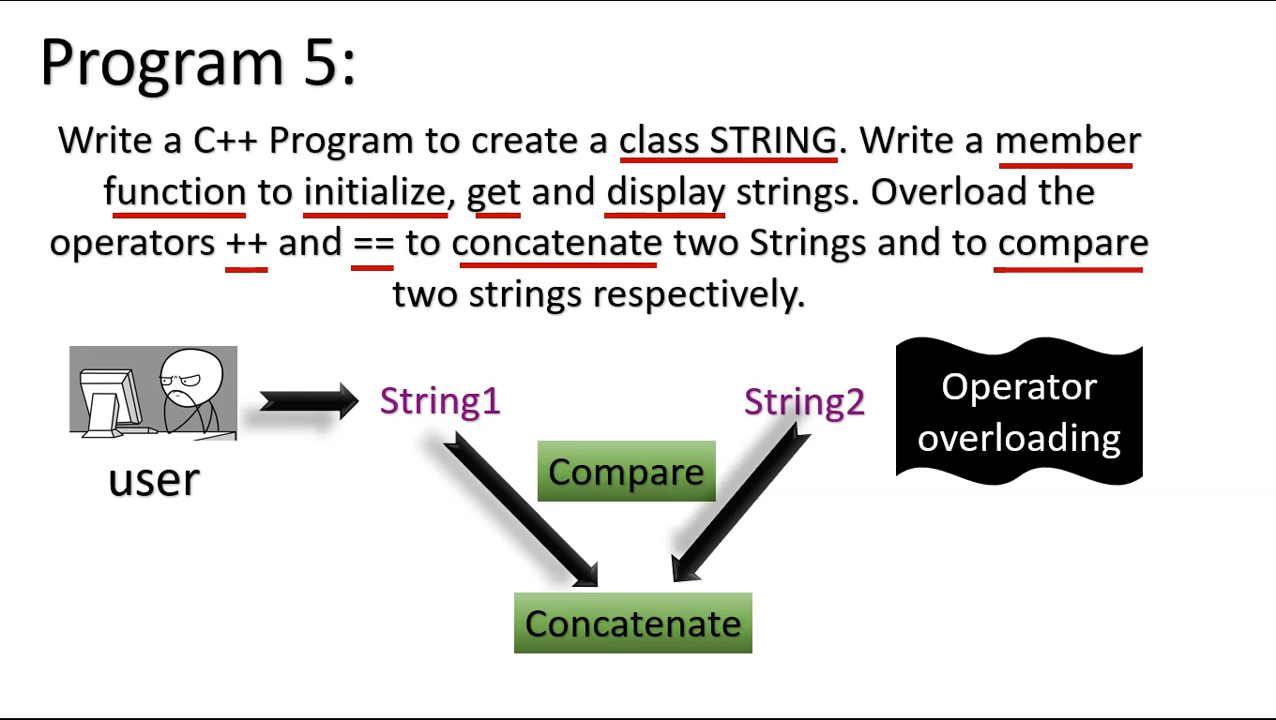 Program 5:
Write a C++ Program to create a class STRING. Write a member
function to initialize, get and display strings. Overload the
operators ++ and == to concatenate two Strings and to compare
two strings respectively.
user
String1
String2
Operator
overloading
Compare
Concatenate